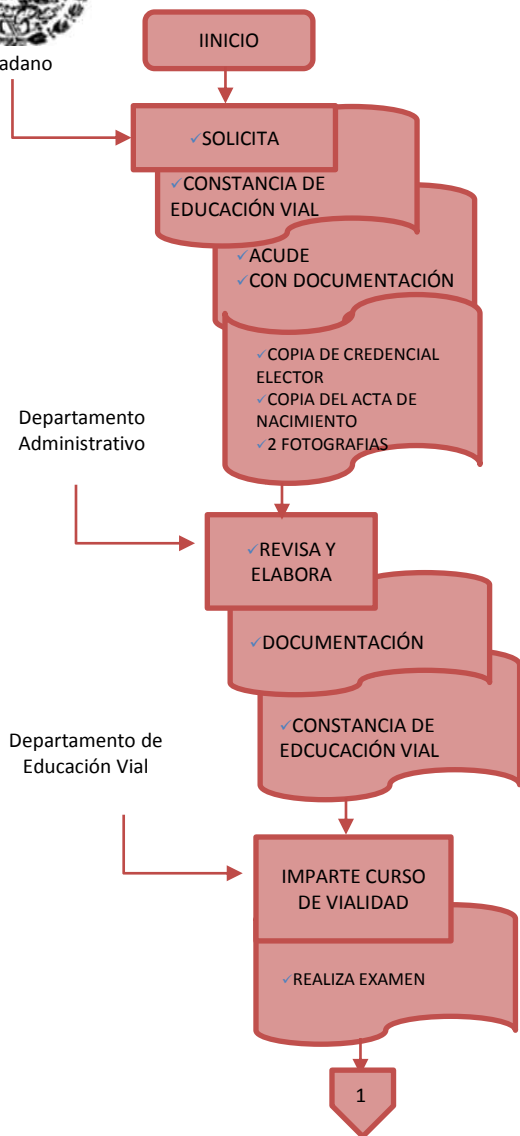 IINICIO
adano
✓SOLICITA
✓CONSTANCIA DE
EDUCACIÓN VIAL
✓ACUDE
✓CON DOCUMENTACIÓN
✓COPIA DE CREDENCIAL
ELECTOR
✓COPIA DEL ACTA DE
NACIMIENTO
✓2 FOTOGRAFIAS
Departamento
Administrativo
✓REVISA Y
ELABORA
✓DOCUMENTACIÓN
✓CONSTANCIA DE
EDCUCACIÓN VIAL
Departamento de
Educación Vial
IMPARTE CURSO
DE VIALIDAD
✓REALIZA EXAMEN
1